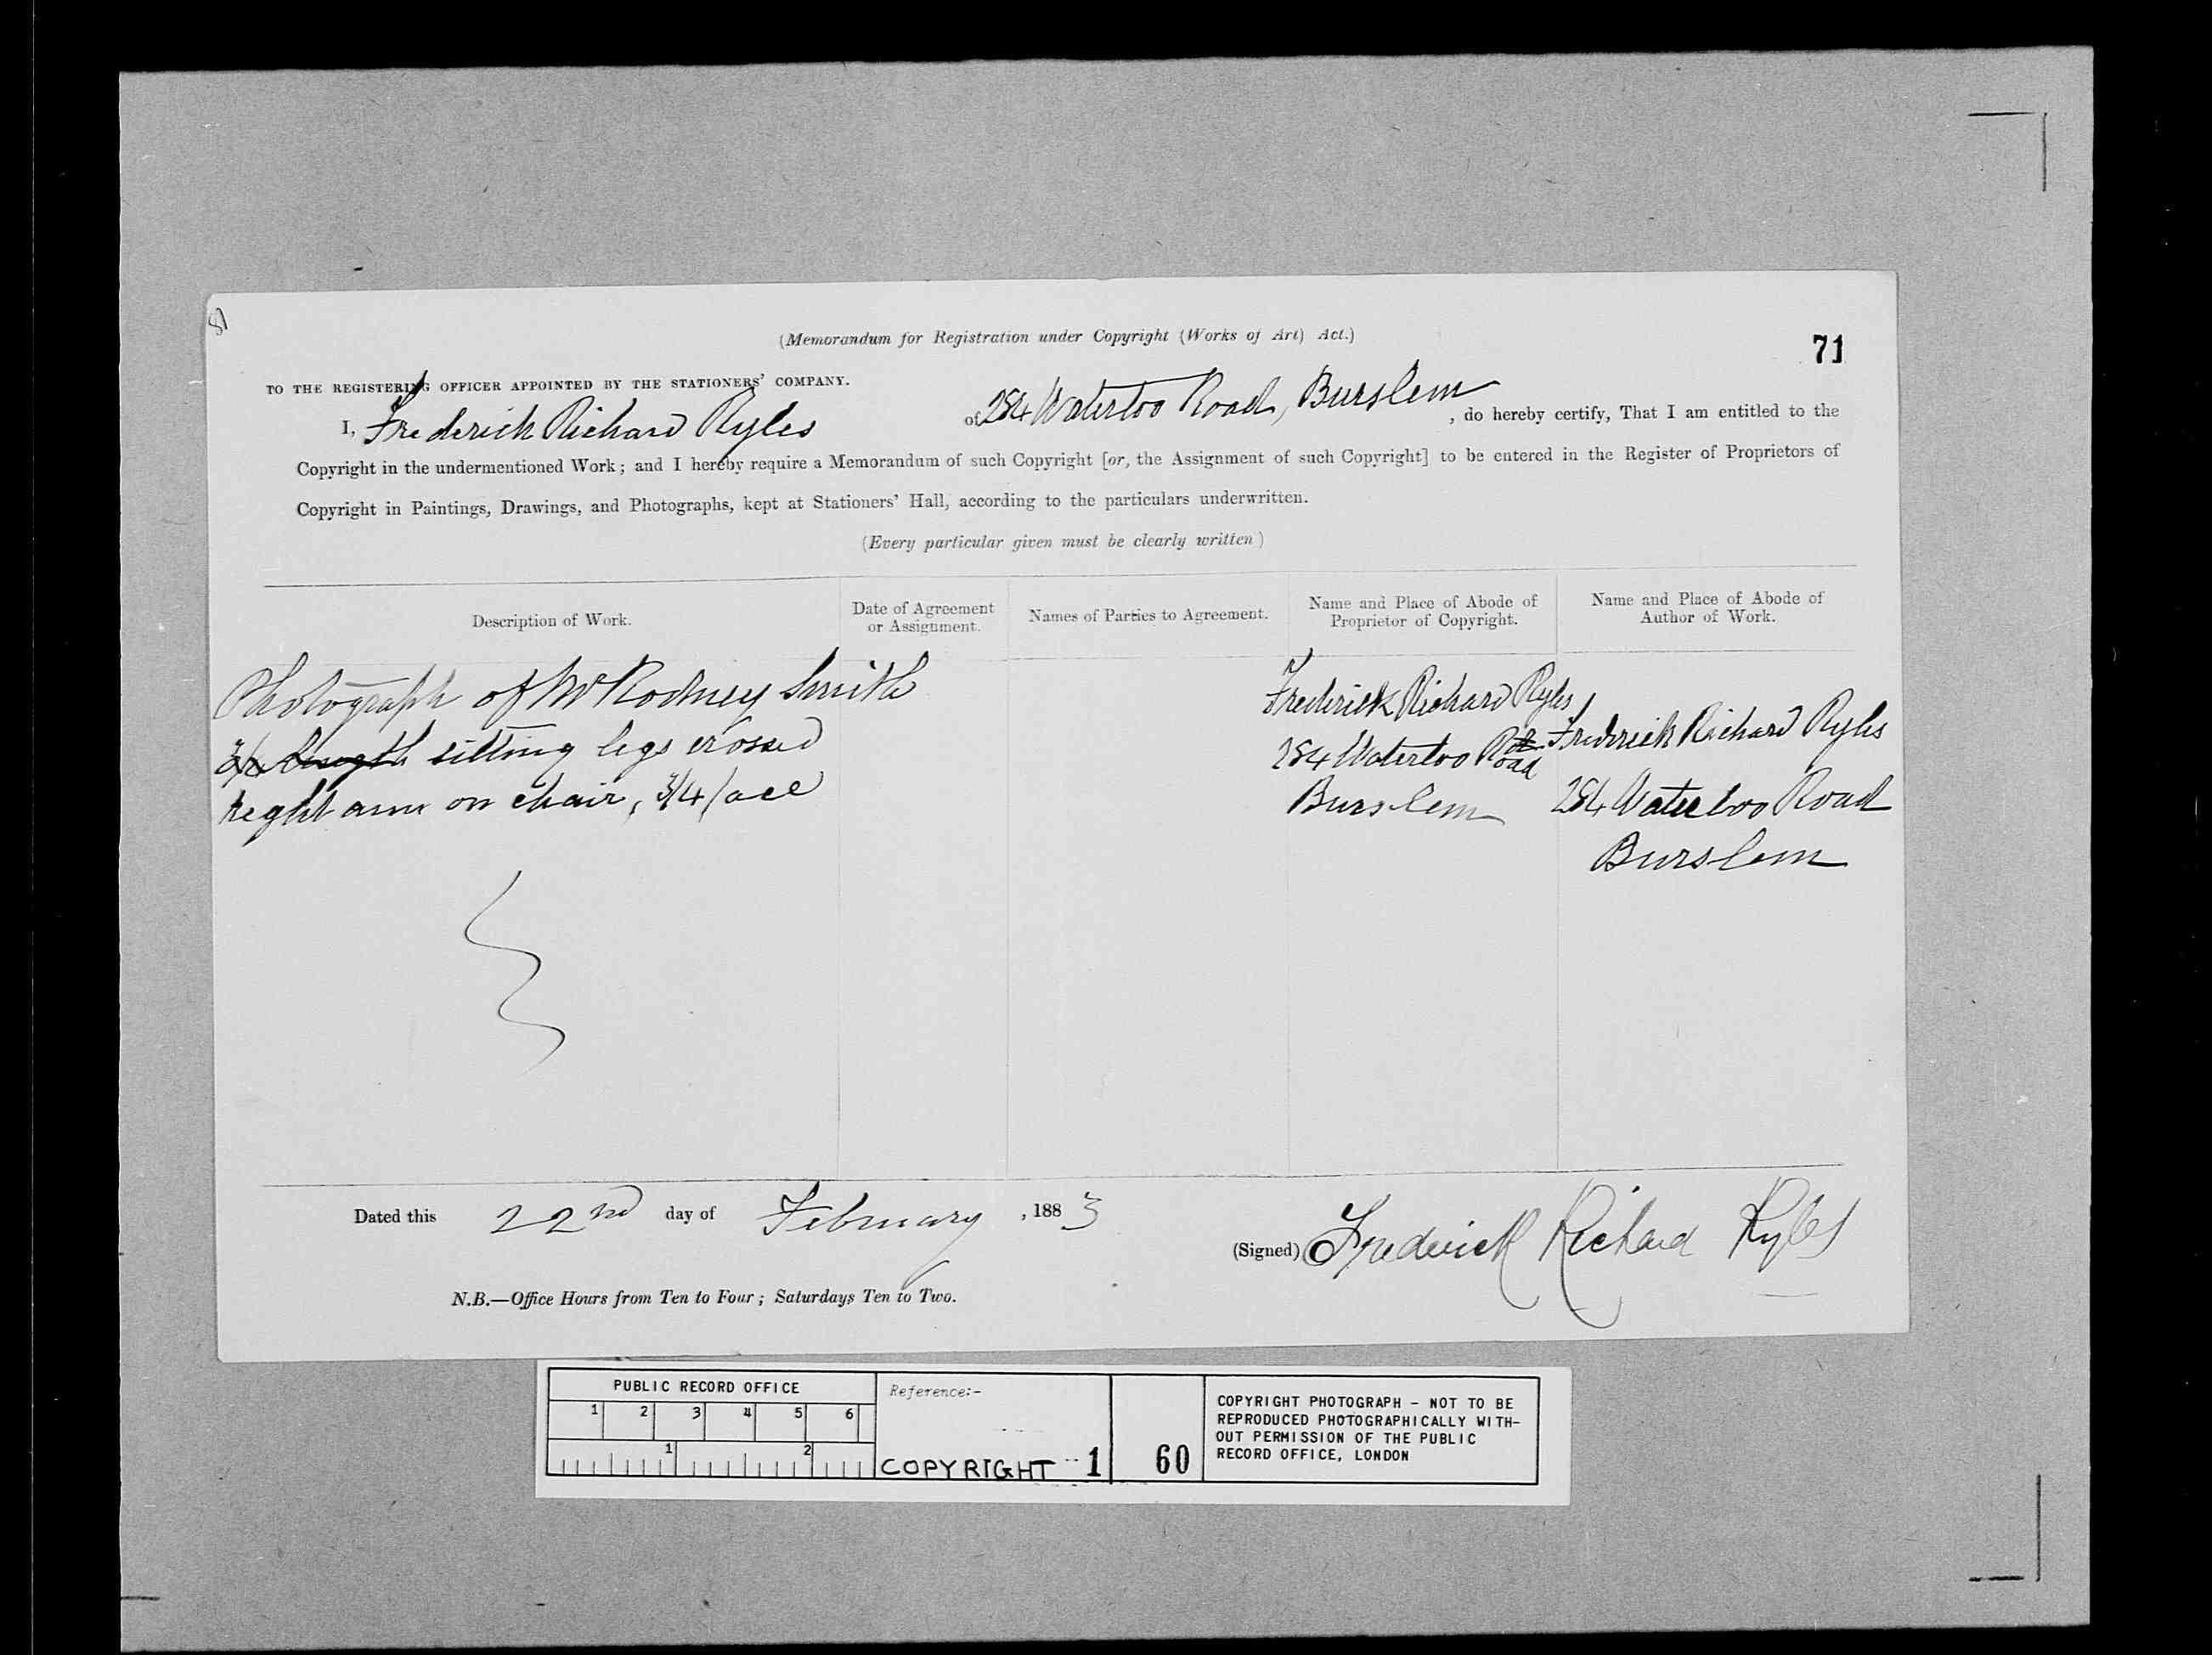 (Memorandum for Registration under Copyright (Works of Art) Act.)
71
TO THE REGISTERING OFFICER APPOINTED BY THE STATIONERS' COMPANY.
I, Frederick Richard Ryles of 254 Waterloo Road, Burslem, do hereby certify, That I am entitled to the
Copyright in the undermentioned Work; and I hereby require a Memorandum of such Copyright [or, the Assignment of such Copyright] to be entered in the Register of Proprietors of
Copyright in Paintings, Drawings, and Photographs, kept at Stationers' Hall, according to the particulars underwritten.
(Every particular given must be clearly written)
Description of Work.
Date of Agreement
or Assignment.
Names of Parties to Agreement.
Name and Place of Abode of
Proprietor of Copyright.
Name and Place of Abode of
Author of Work.
Photograph of Mr Rodney Smith
length sitting legs crossed
right arm on chair, 3/4 face
Frederick Richard Ryles
254 Waterloo Road
Burslem
Frederick Richard Ryles
254 Waterloo Road
Burslem
Dated this 22nd day of February, 1883
(Signed) Frederick Richard Ryles
N.B.—Office Hours from Ten to Four; Saturdays Ten to Two.
PUBLIC RECORD OFFICE
1 2 3 4 5 6
1 2
Reference:-
COPYRIGHT 1
60
COPYRIGHT PHOTOGRAPH - NOT TO BE
REPRODUCED PHOTOGRAPHICALLY WITH-
OUT PERMISSION OF THE PUBLIC
RECORD OFFICE, LONDON